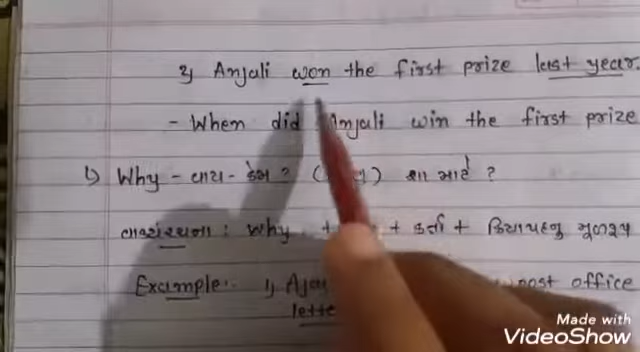 2) Anjali won the first prize last year.
- When did Anjali win the first prize
1) Why - વાય - કેમ ? ( ) શા માટે ?
વાક્યરચના : Why + + કર્તા + ક્રિયાપદનું મૂળરૂપ
Example:- 1) post office
letter
Made with
VideoShow